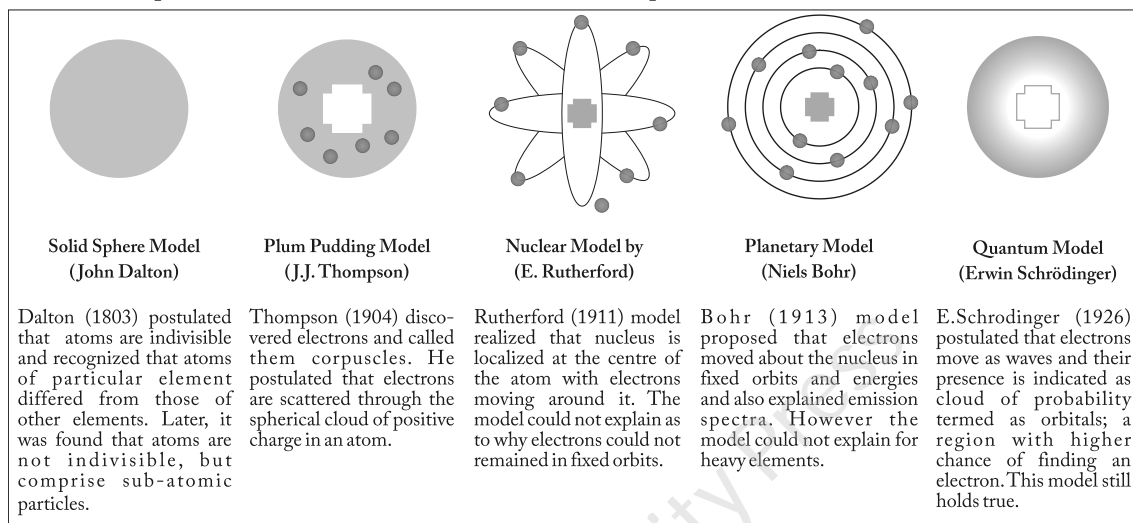 Solid Sphere Model
(John Dalton)
Dalton (1803) postulated
that atoms are indivisible
and recognized that atoms
of particular element
differed from those of
other elements. Later, it
was found that atoms are
not indivisible, but
comprise sub-atomic
particles.
Plum Pudding Model
(J.J. Thompson)
Thompson (1904) disco-
vered electrons and called
them corpuscles. He
postulated that electrons
are scattered through the
spherical cloud of positive
charge in an atom.
Nuclear Model by
(E. Rutherford)
Rutherford (1911) model
realized that nucleus is
localized at the centre of
the atom with electrons
moving around it. The
model could not explain as
to why electrons could not
remained in fixed orbits.
Planetary Model
(Niels Bohr)
Bohr (1913) model
proposed that electrons
moved about the nucleus in
fixed orbits and energies
and also explained emission
spectra. However the
model could not explain for
heavy elements.
Quantum Model
(Erwin Schrödinger)
E.Schrodinger (1926)
postulated that electrons
move as waves and their
presence is indicated as
cloud of probability
termed as orbitals; a
region with higher
chance of finding an
electron. This model still
holds true.
ity Press